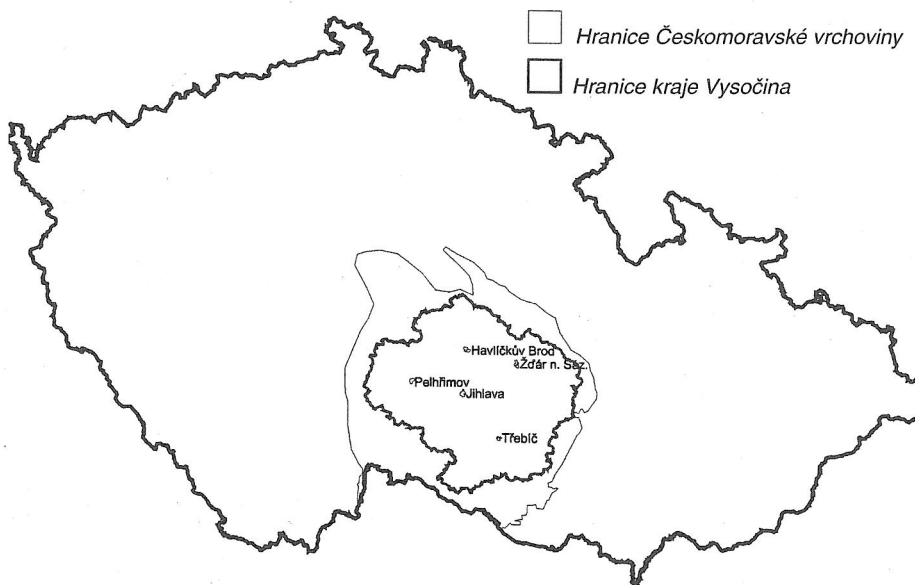 Hranice Českomoravské vrchoviny
Hranice kraje Vysočina
Havlíčkův Brod
Žďár n. Sáz.
Pelhřimov
Jihlava
Třebíč